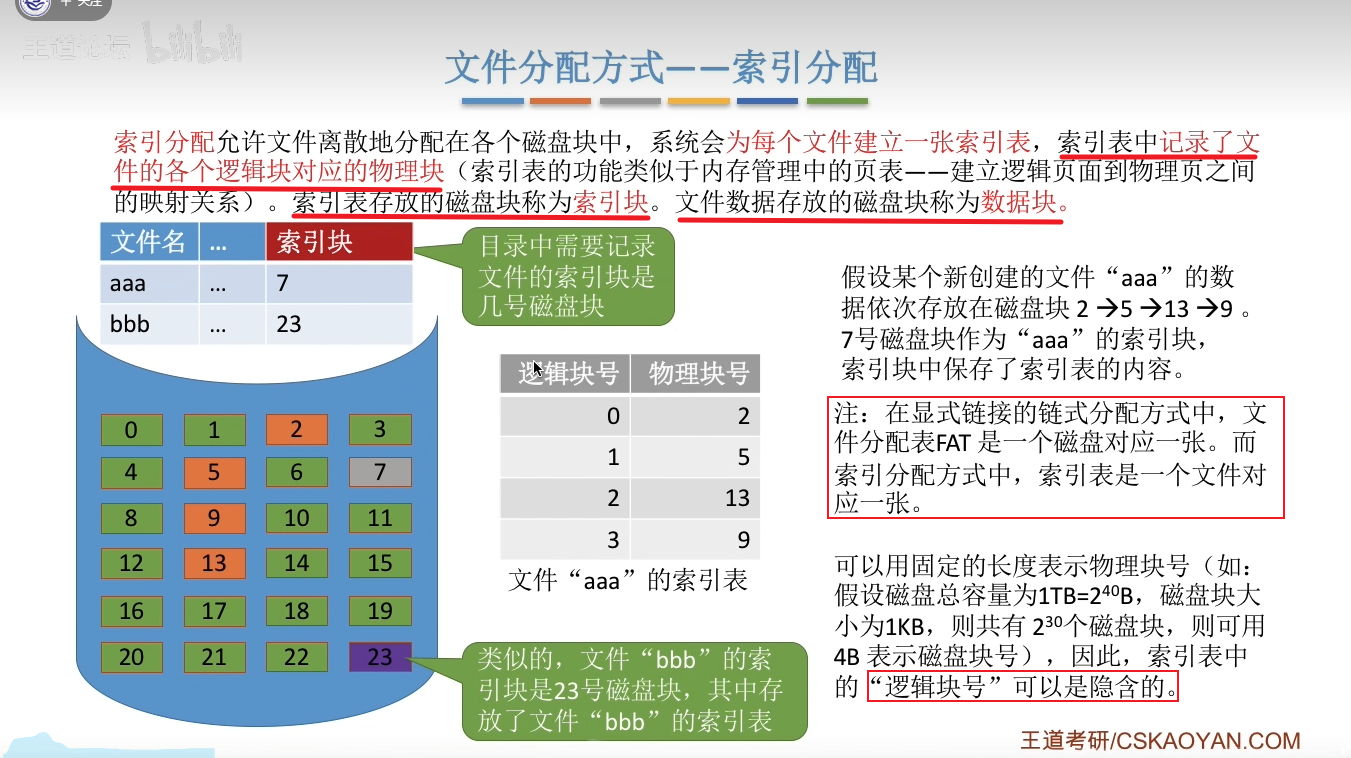 关注
王道论坛 bilibili
文件分配方式——索引分配
索引分配允许文件离散地分配在各个磁盘块中，系统会为每个文件建立一张索引表，索引表中记录了文
件的各个逻辑块对应的物理块（索引表的功能类似于内存管理中的页表——建立逻辑页面到物理页之间
的映射关系）。索引表存放的磁盘块称为索引块。文件数据存放的磁盘块称为数据块。
文件名 … 索引块
aaa … 7
bbb … 23
目录中需要记录
文件的索引块是
几号磁盘块
0 1 2 3
4 5 6 7
8 9 10 11
12 13 14 15
16 17 18 19
20 21 22 23
逻辑块号 物理块号
0 2
1 5
2 13
3 9
文件“aaa”的索引表
类似的，文件“bbb”的索
引块是23号磁盘块，其中存
放了文件“bbb”的索引表
假设某个新创建的文件“aaa”的数
据依次存放在磁盘块 2 →5 →13 →9 。
7号磁盘块作为“aaa”的索引块，
索引块中保存了索引表的内容。
注：在显式链接的链式分配方式中，文
件分配表FAT 是一个磁盘对应一张。而
索引分配方式中，索引表是一个文件对
应一张。
可以用固定的长度表示物理块号（如：
假设磁盘总容量为1TB=2⁴⁰B，磁盘块大
小为1KB，则共有 2³⁰个磁盘块，则可用
4B 表示磁盘块号），因此，索引表中
的“逻辑块号”可以是隐含的。
王道考研/CSKAOYAN.COM